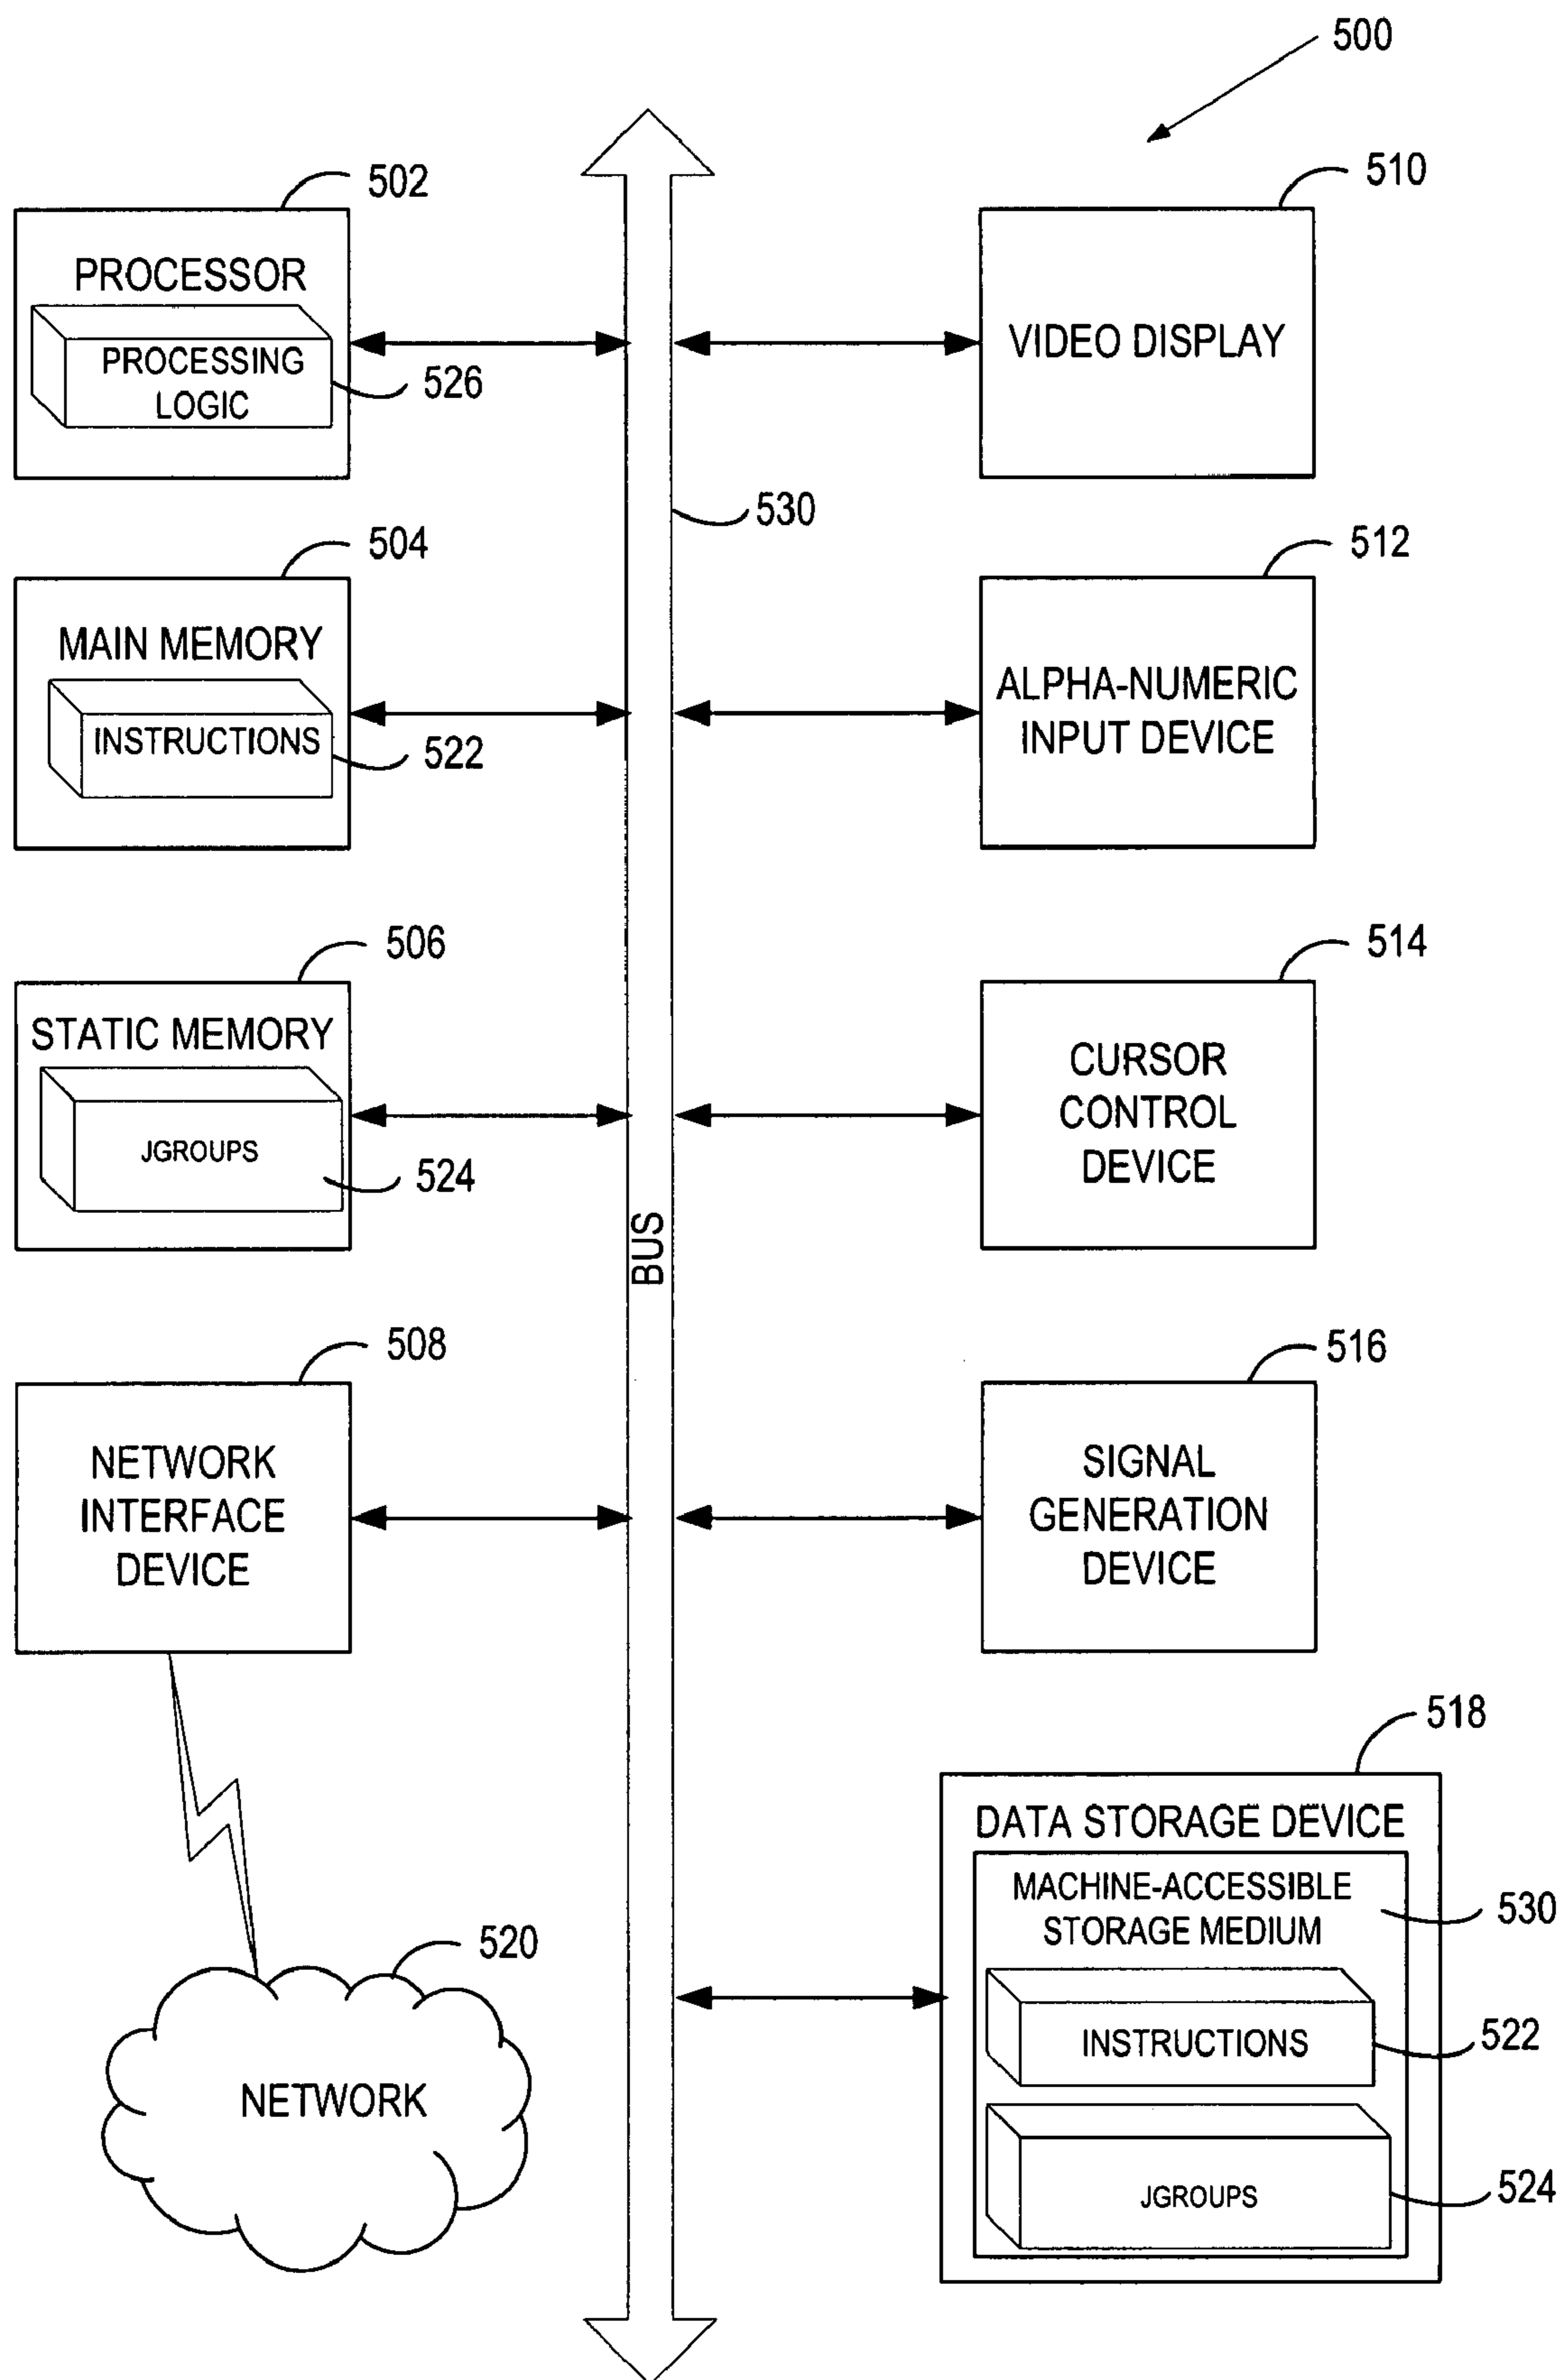 500
502
510
PROCESSOR
PROCESSING
LOGIC
526
VIDEO DISPLAY
530
504
512
MAIN MEMORY
INSTRUCTIONS
522
ALPHA-NUMERIC
INPUT DEVICE
506
514
STATIC MEMORY
JGROUPS
524
CURSOR
CONTROL
DEVICE
BUS
508
516
NETWORK
INTERFACE
DEVICE
SIGNAL
GENERATION
DEVICE
518
DATA STORAGE DEVICE
MACHINE-ACCESSIBLE
STORAGE MEDIUM
530
520
NETWORK
INSTRUCTIONS
522
JGROUPS
524